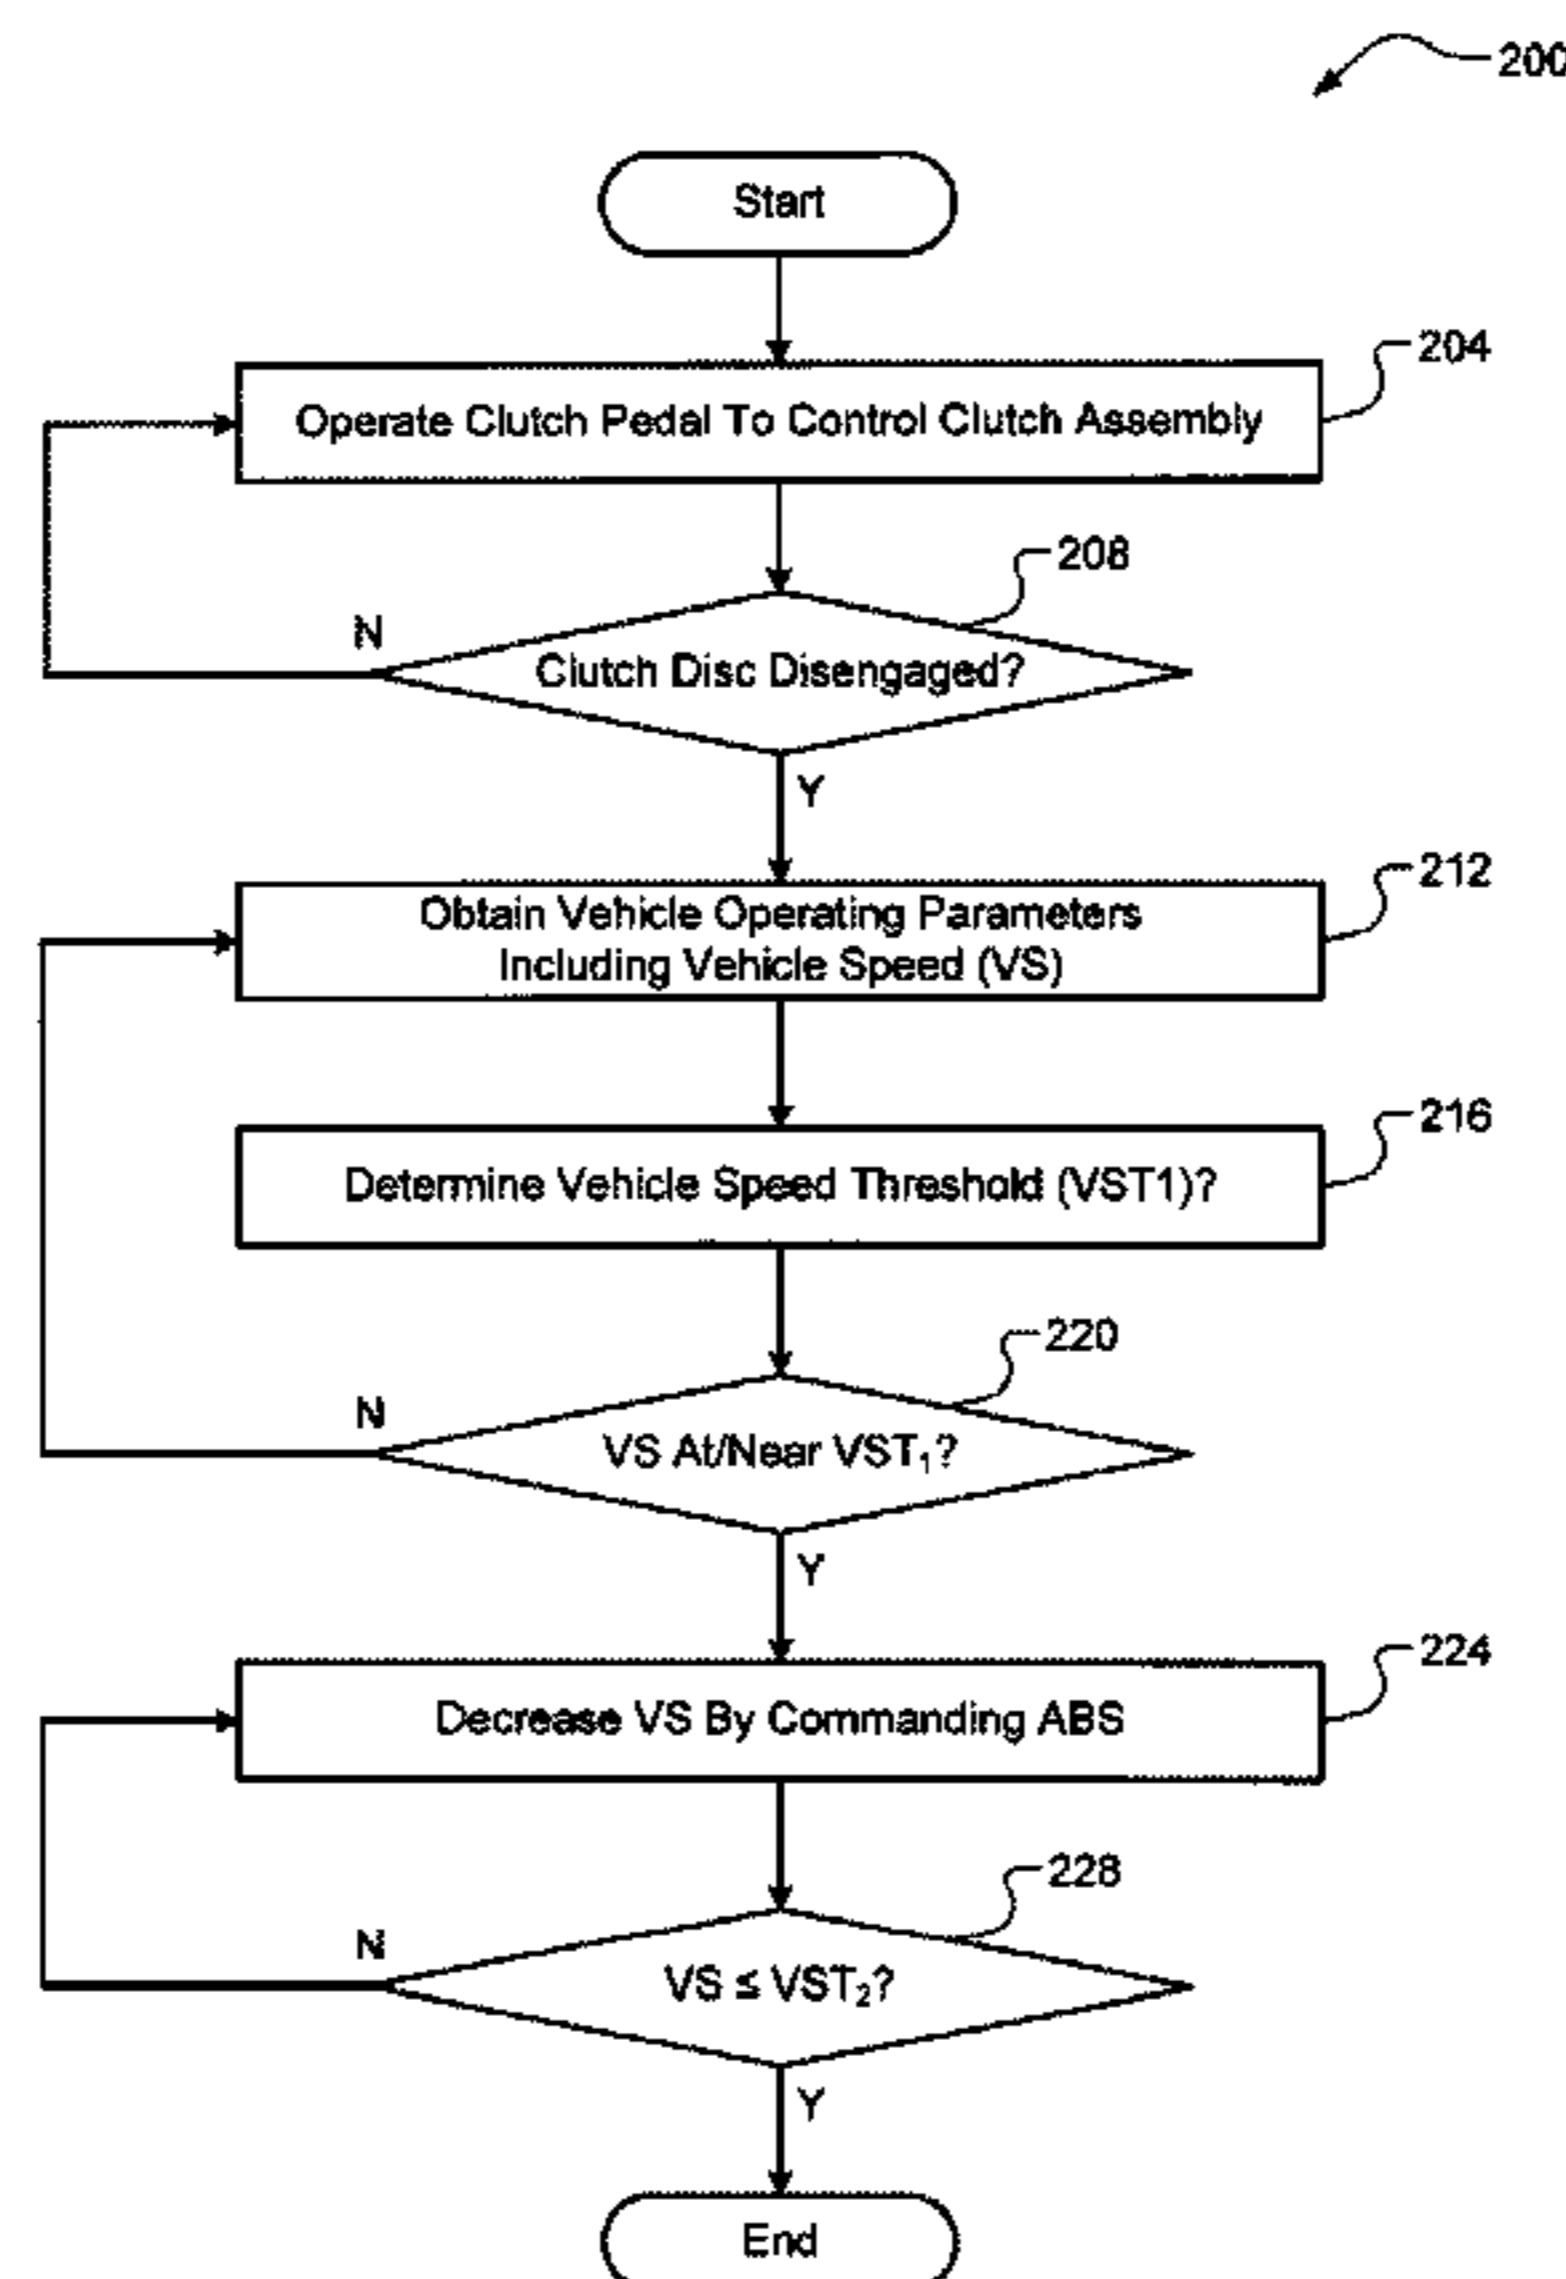 200
Start
204
Operate Clutch Pedal To Control Clutch Assembly
208
N
Clutch Disc Disengaged?
Y
212
Obtain Vehicle Operating Parameters
Including Vehicle Speed (VS)
216
Determine Vehicle Speed Threshold (VST1)?
220
N
VS At/Near VST₁?
Y
224
Decrease VS By Commanding ABS
228
N
VS ≤ VST₂?
Y
End